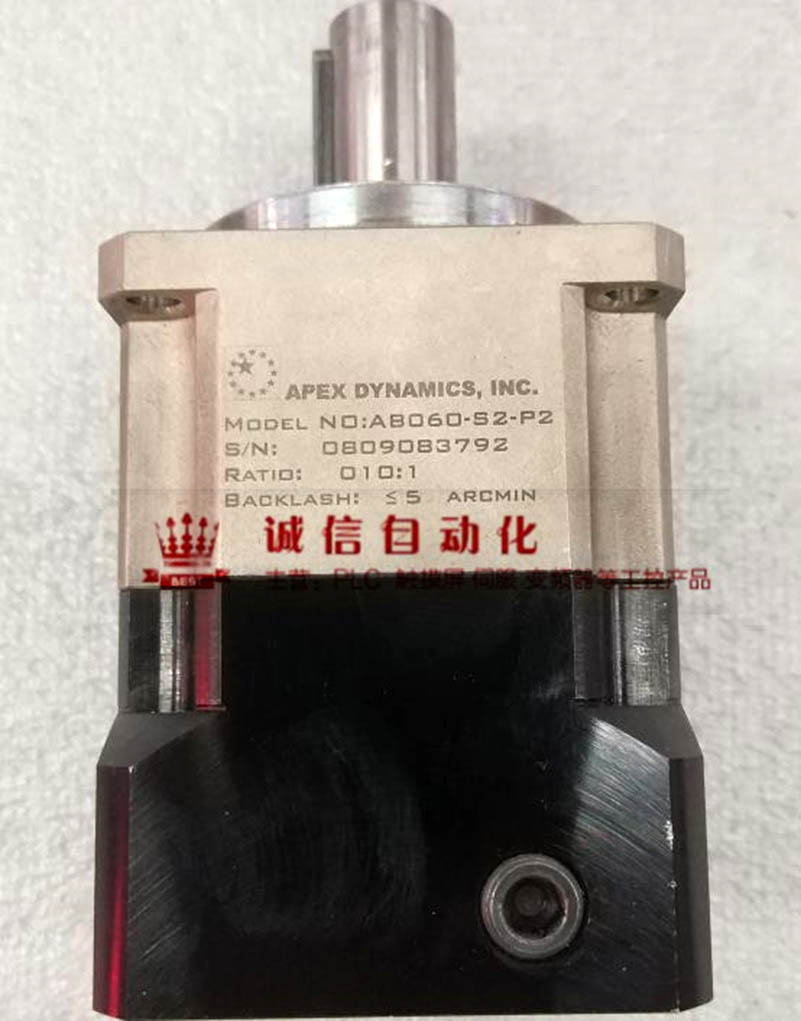 APEX DYNAMICS, INC.
MODEL NO:AB060-S2-P2
S/N: 0809083792
RATIO: 010:1
BACKLASH: ≤5 ARCMIN
诚信自动化
BEST
主营:PLC 触摸屏 伺服 变频器等工控产品